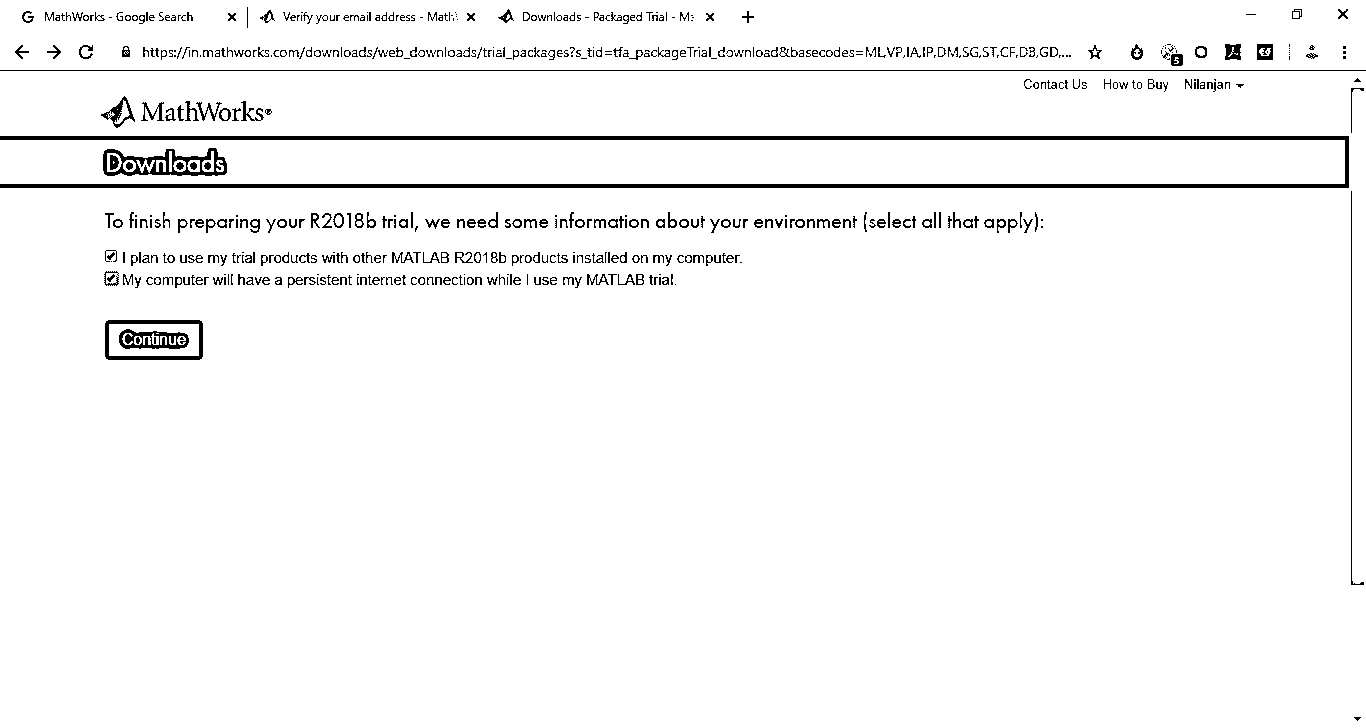 MathWorks - Google Search
Verify your email address - Math
Downloads - Packaged Trial - Ma
https://in.mathworks.com/downloads/web_downloads/trial_packages?s_tid=tfa_packageTrial_download&basecodes=ML,VP,IA,IP,DM,SG,ST,CF,DB,GD,...
5
Contact Us How to Buy Nilanjan
MathWorks®
Downloads
To finish preparing your R2018b trial, we need some information about your environment (select all that apply):
I plan to use my trial products with other MATLAB R2018b products installed on my computer.
My computer will have a persistent internet connection while I use my MATLAB trial.
Continue